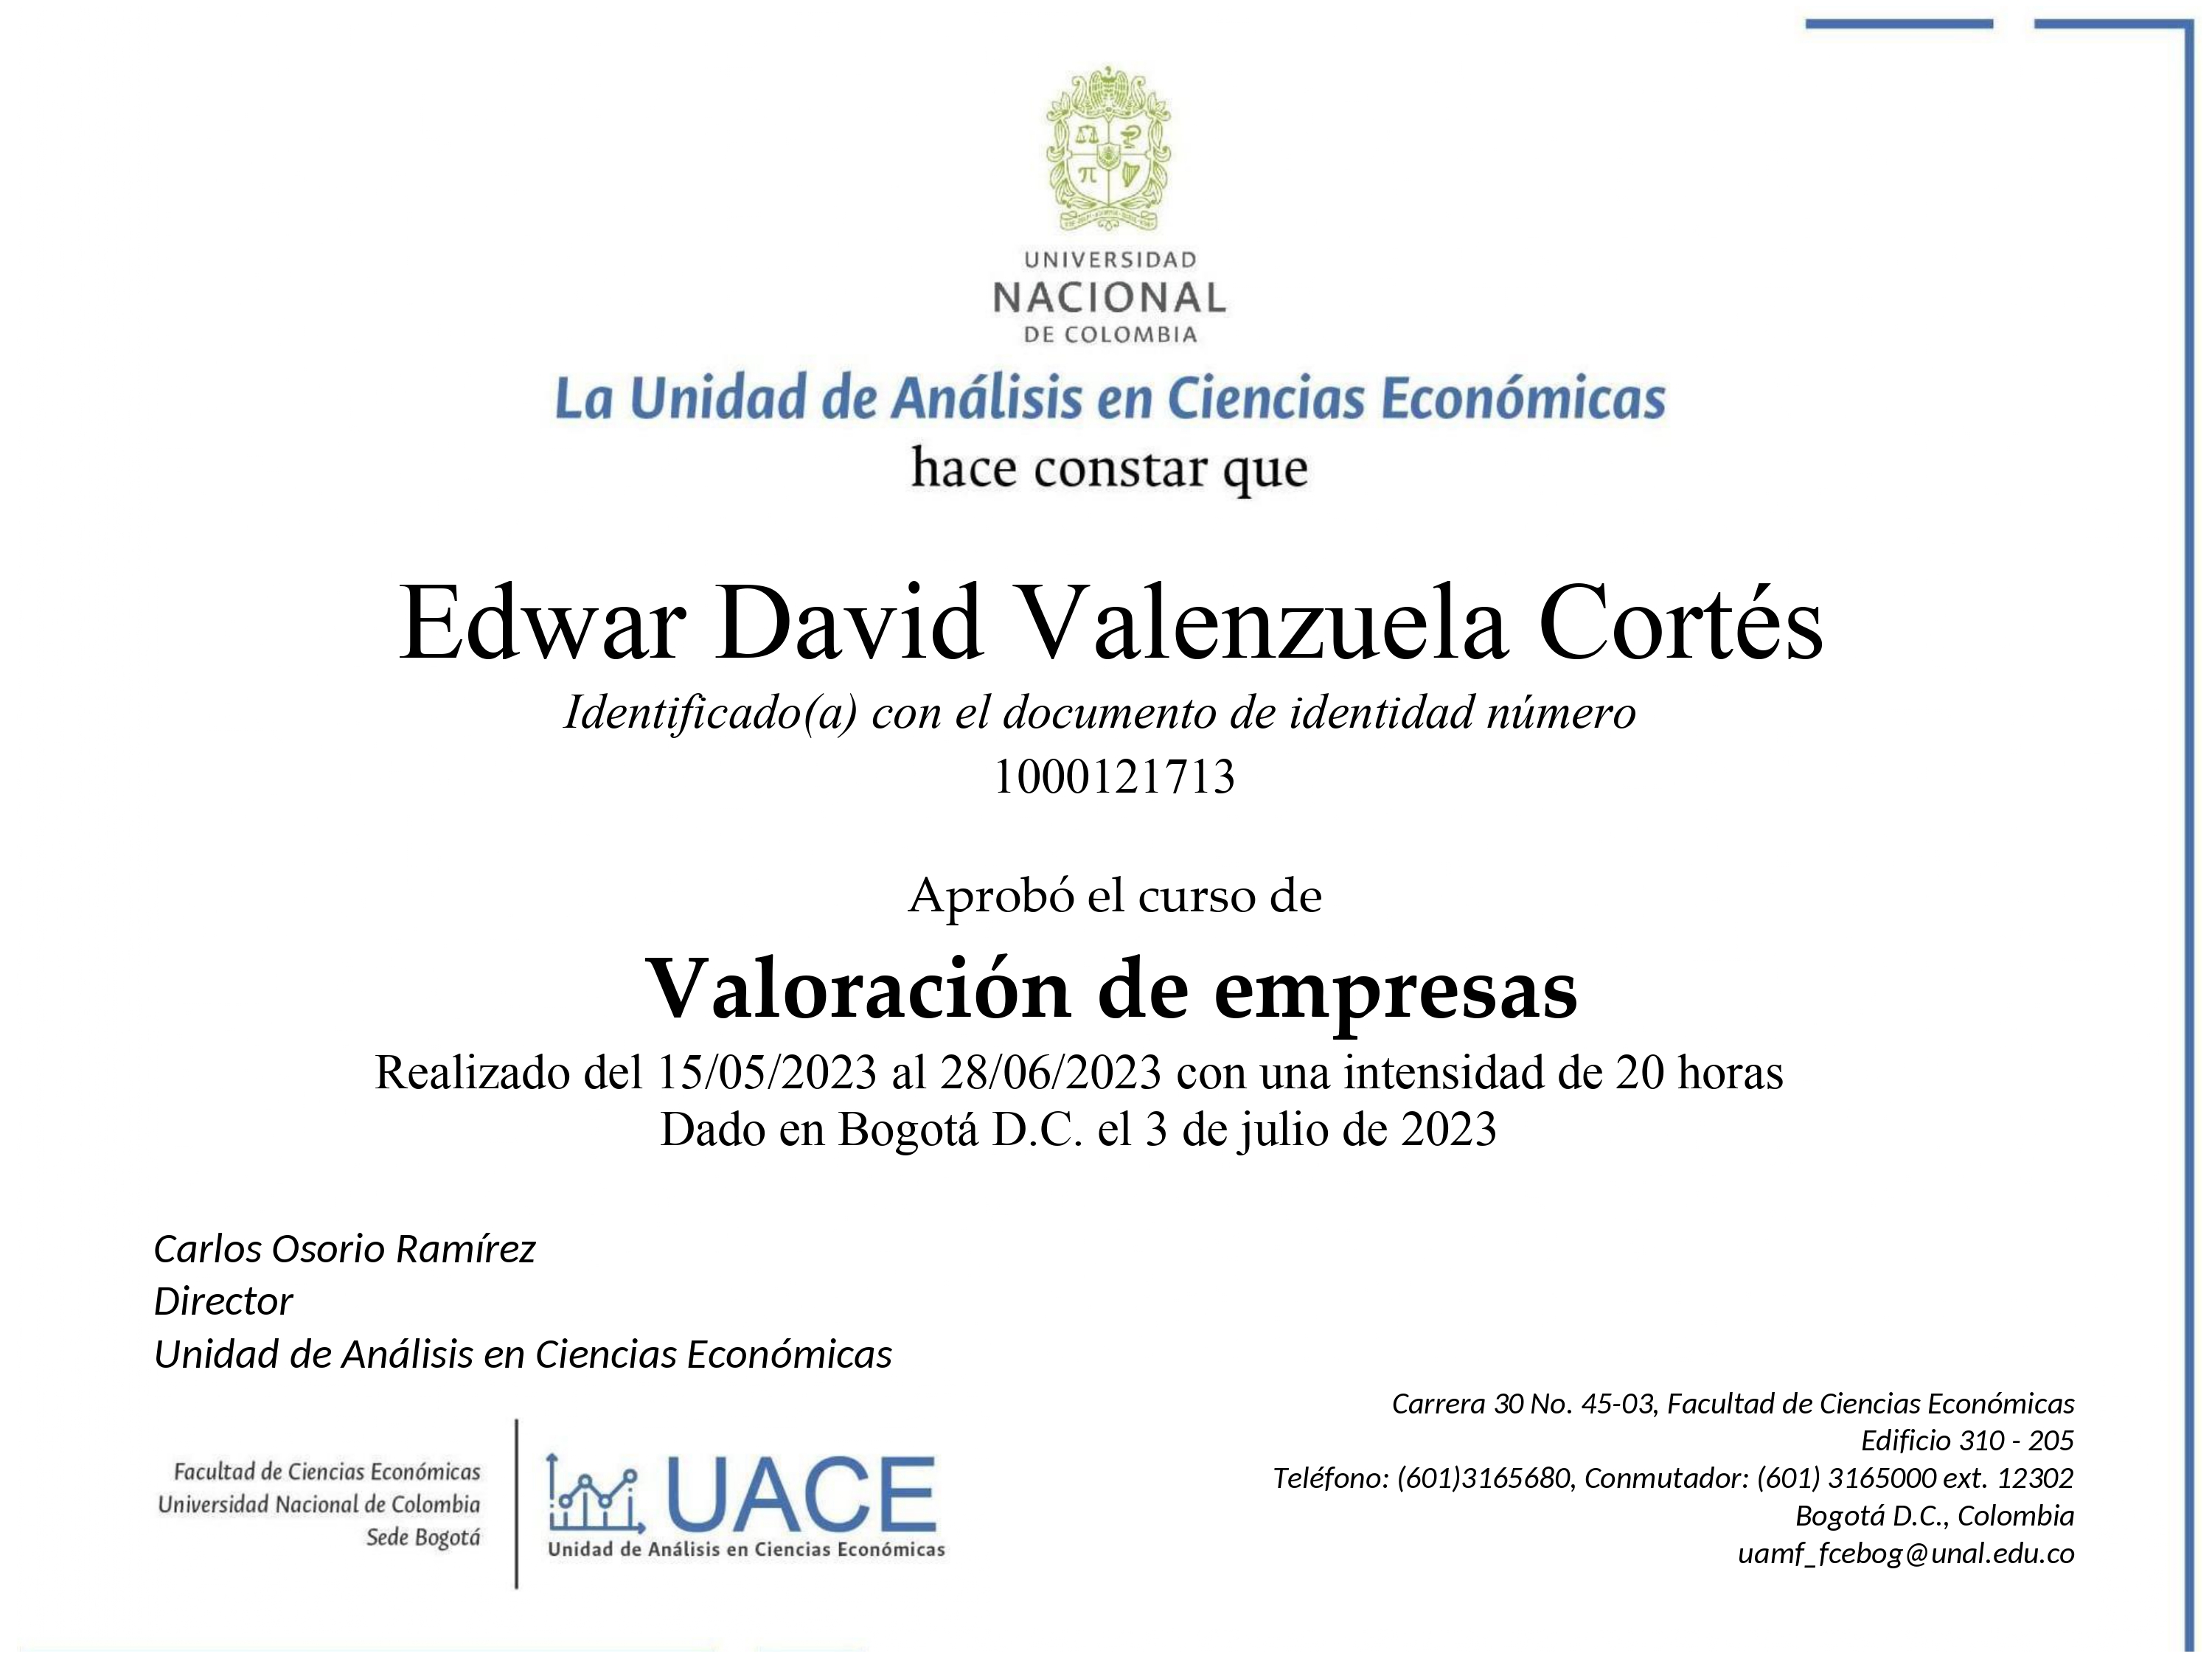 UNIVERSIDAD
NACIONAL
DE COLOMBIA
La Unidad de Análisis en Ciencias Económicas
hace constar que
Edwar David Valenzuela Cortés
Identificado(a) con el documento de identidad número
1000121713
Aprobó el curso de
Valoración de empresas
Realizado del 15/05/2023 al 28/06/2023 con una intensidad de 20 horas
Dado en Bogotá D.C. el 3 de julio de 2023
Carlos Osorio Ramírez
Director
Unidad de Análisis en Ciencias Económicas
Facultad de Ciencias Económicas
Universidad Nacional de Colombia
Sede Bogotá
UACE
Unidad de Análisis en Ciencias Económicas
Carrera 30 No. 45-03, Facultad de Ciencias Económicas
Edificio 310 - 205
Teléfono: (601)3165680, Conmutador: (601) 3165000 ext. 12302
Bogotá D.C., Colombia
uamf_fcebog@unal.edu.co